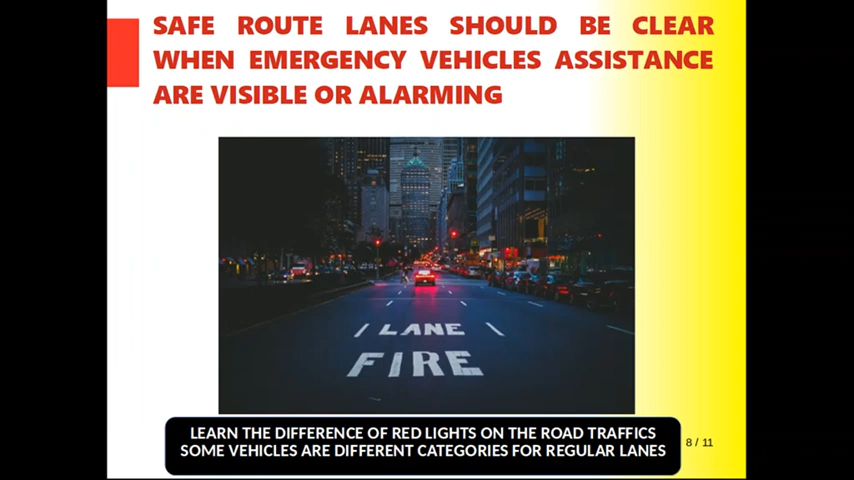 SAFE ROUTE LANES SHOULD BE CLEAR
WHEN EMERGENCY VEHICLES ASSISTANCE
ARE VISIBLE OR ALARMING
LANE
FIRE
LEARN THE DIFFERENCE OF RED LIGHTS ON THE ROAD TRAFFICS
SOME VEHICLES ARE DIFFERENT CATEGORIES FOR REGULAR LANES
8 / 11